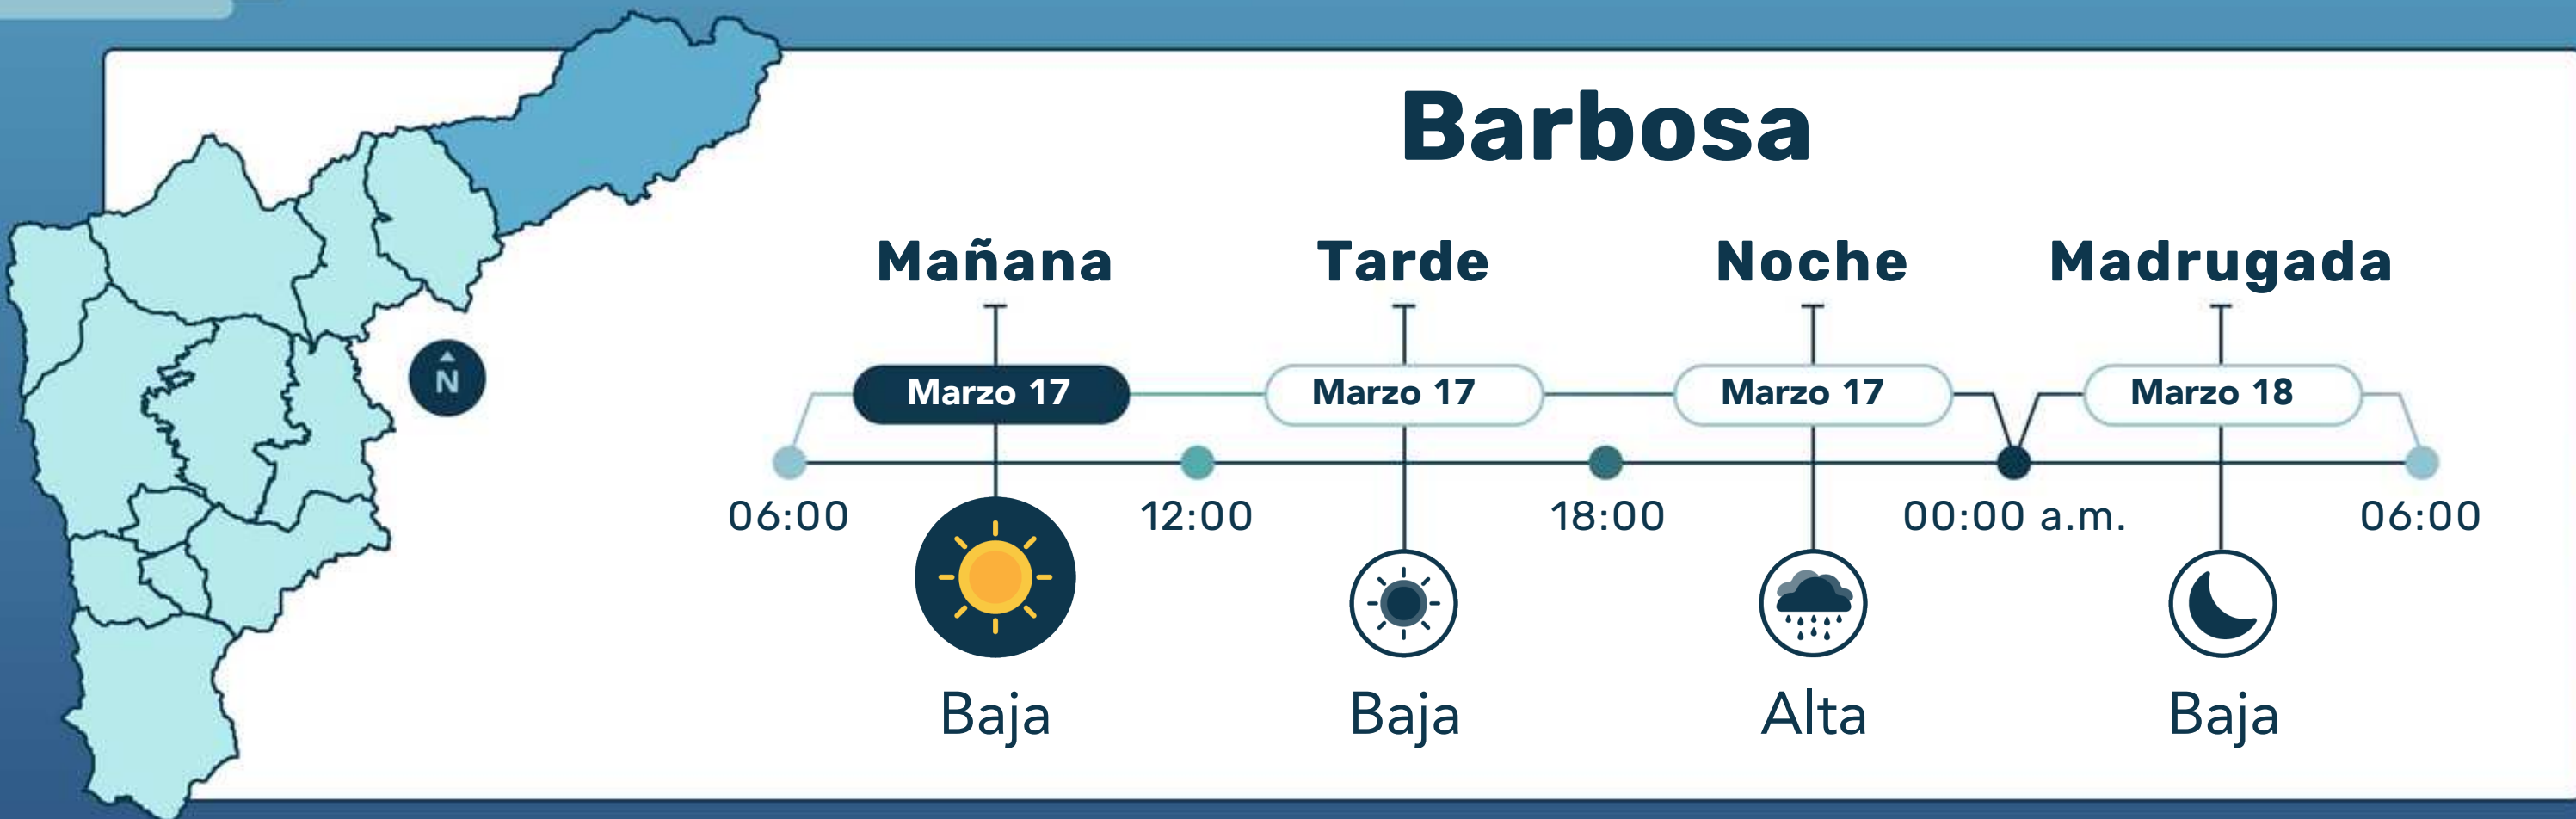 Barbosa
Mañana Tarde Noche Madrugada
N
Marzo 17 Marzo 17 Marzo 17 Marzo 18
06:00 12:00 18:00 00:00 a.m. 06:00
Baja Baja Alta Baja